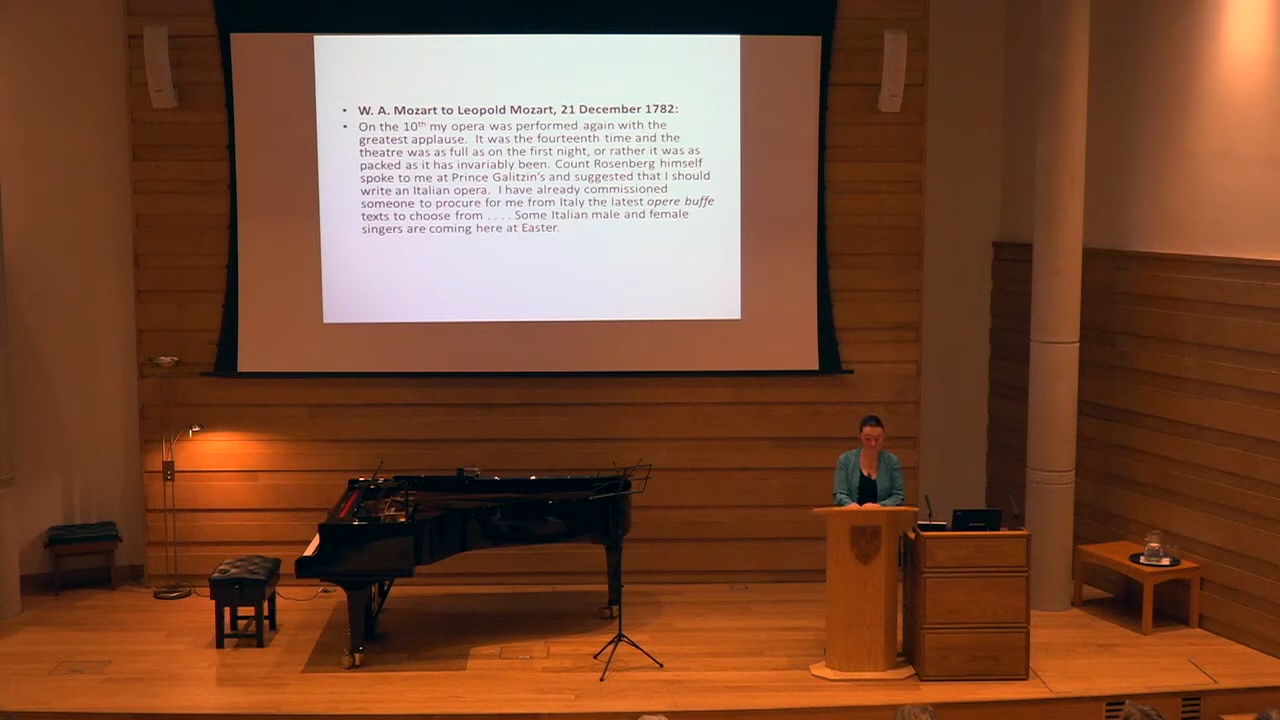 • W. A. Mozart to Leopold Mozart, 21 December 1782:
• On the 10th my opera was performed again with the
greatest applause. It was the fourteenth time and the
theatre was as full as on the first night, or rather it was as
packed as it has invariably been. Count Rosenberg himself
spoke to me at Prince Galitzin's and suggested that I should
write an Italian opera. I have already commissioned
someone to procure for me from Italy the latest opere buffe
texts to choose from . . . . Some Italian male and female
singers are coming here at Easter.